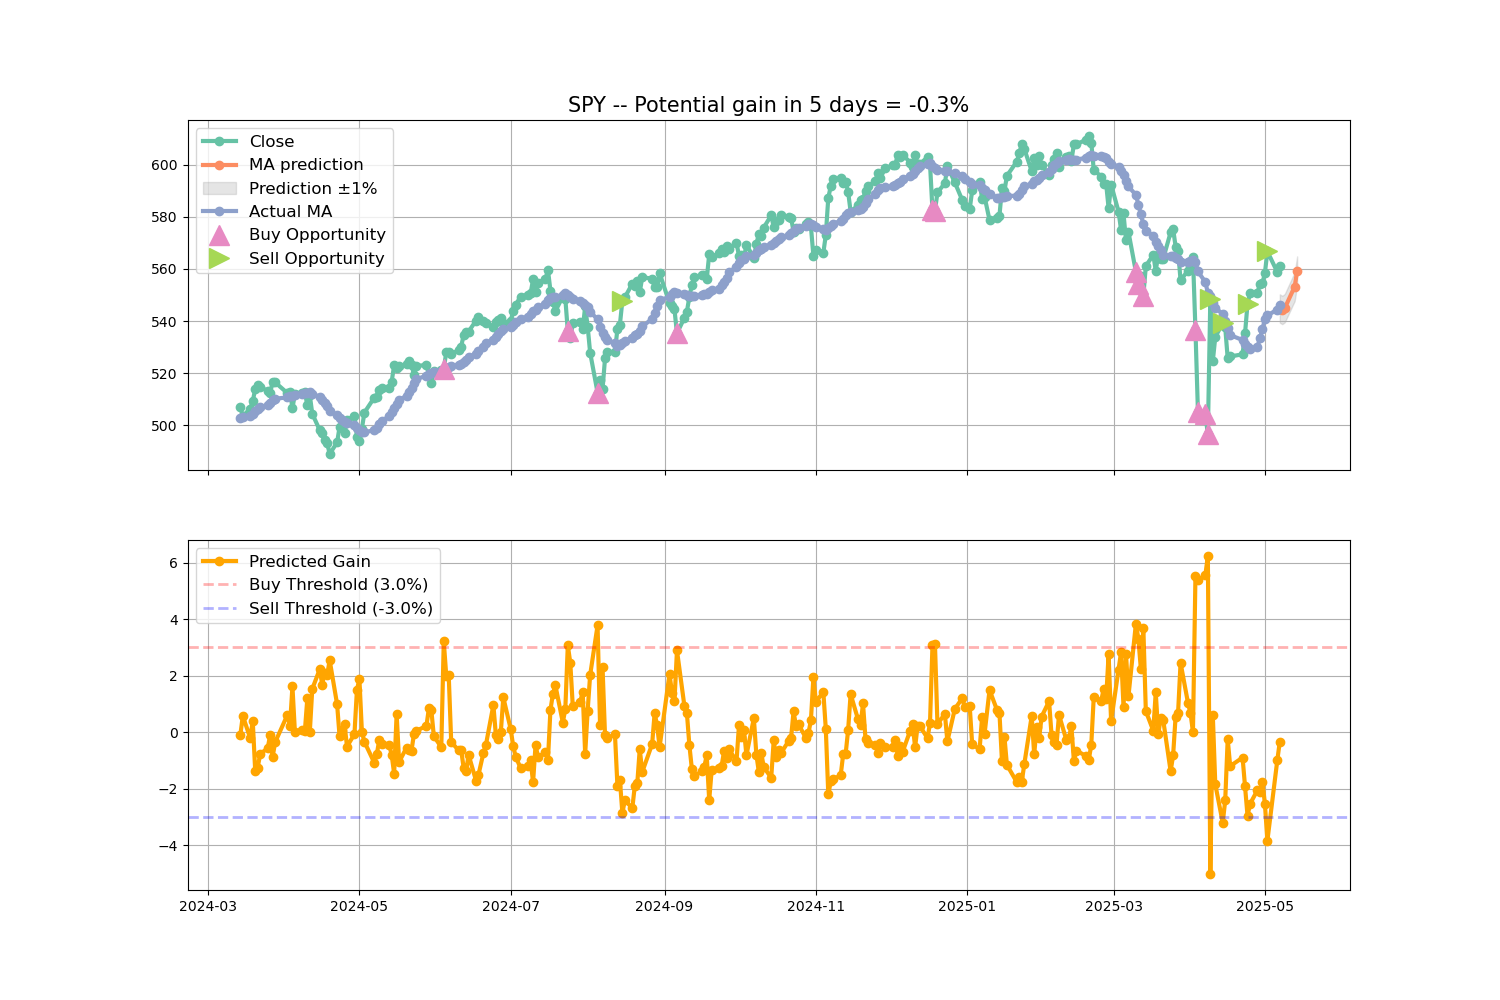 SPY -- Potential gain in 5 days = -0.3%
Close
MA prediction
Prediction ±1%
Actual MA
Buy Opportunity
Sell Opportunity
600
580
560
540
520
500
Predicted Gain
Buy Threshold (3.0%)
Sell Threshold (-3.0%)
6
4
2
0
−2
−4
2024-03 2024-05 2024-07 2024-09 2024-11 2025-01 2025-03 2025-05